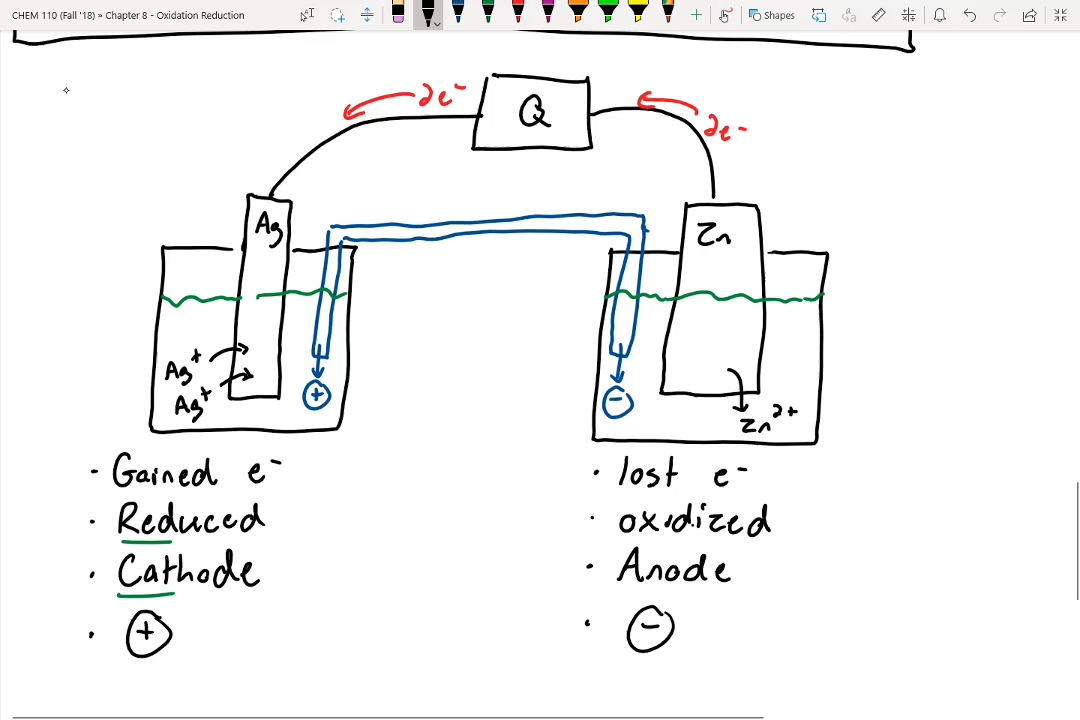 CHEM 110 (Fall '18) » Chapter 8 - Oxidation Reduction
Shapes
2e⁻
Q
2e⁻
Ag
Zn
Ag⁺
Ag⁺
+
−
Zn²⁺
• Gained e⁻
• Reduced
• Cathode
• +
• lost e⁻
• oxidized
• Anode
• −